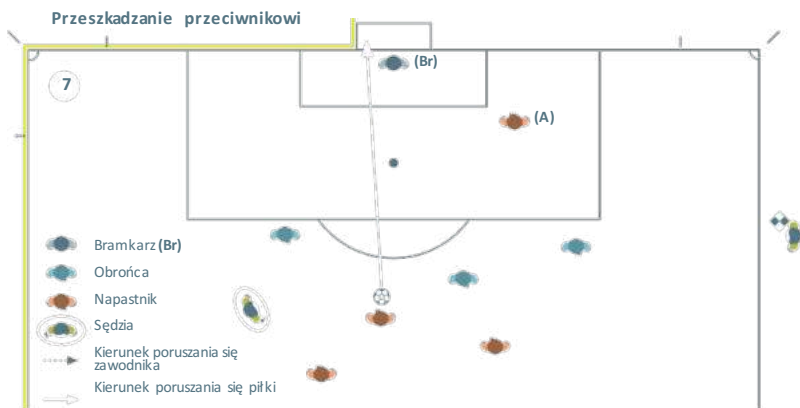 Przeszkadzanie przeciwnikowi
(Br)
7
(A)
Bramkarz (Br)
Obrońca
Napastnik
Sędzia
Kierunek poruszania się
zawodnika
Kierunek poruszania się piłki